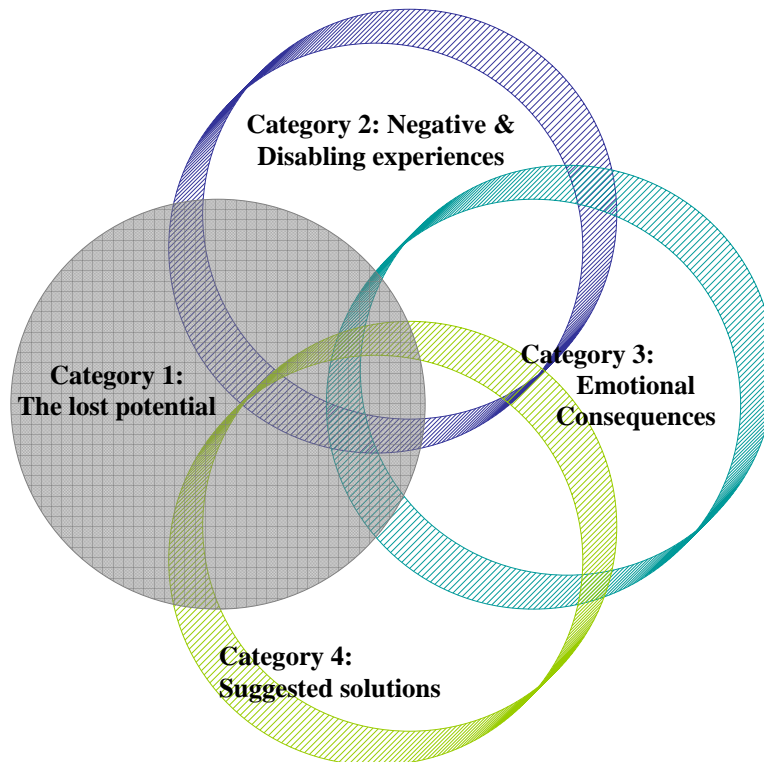 Category 2: Negative &
Disabling experiences
Category 1:
The lost potential
Category 3:
Emotional
Consequences
Category 4:
Suggested solutions